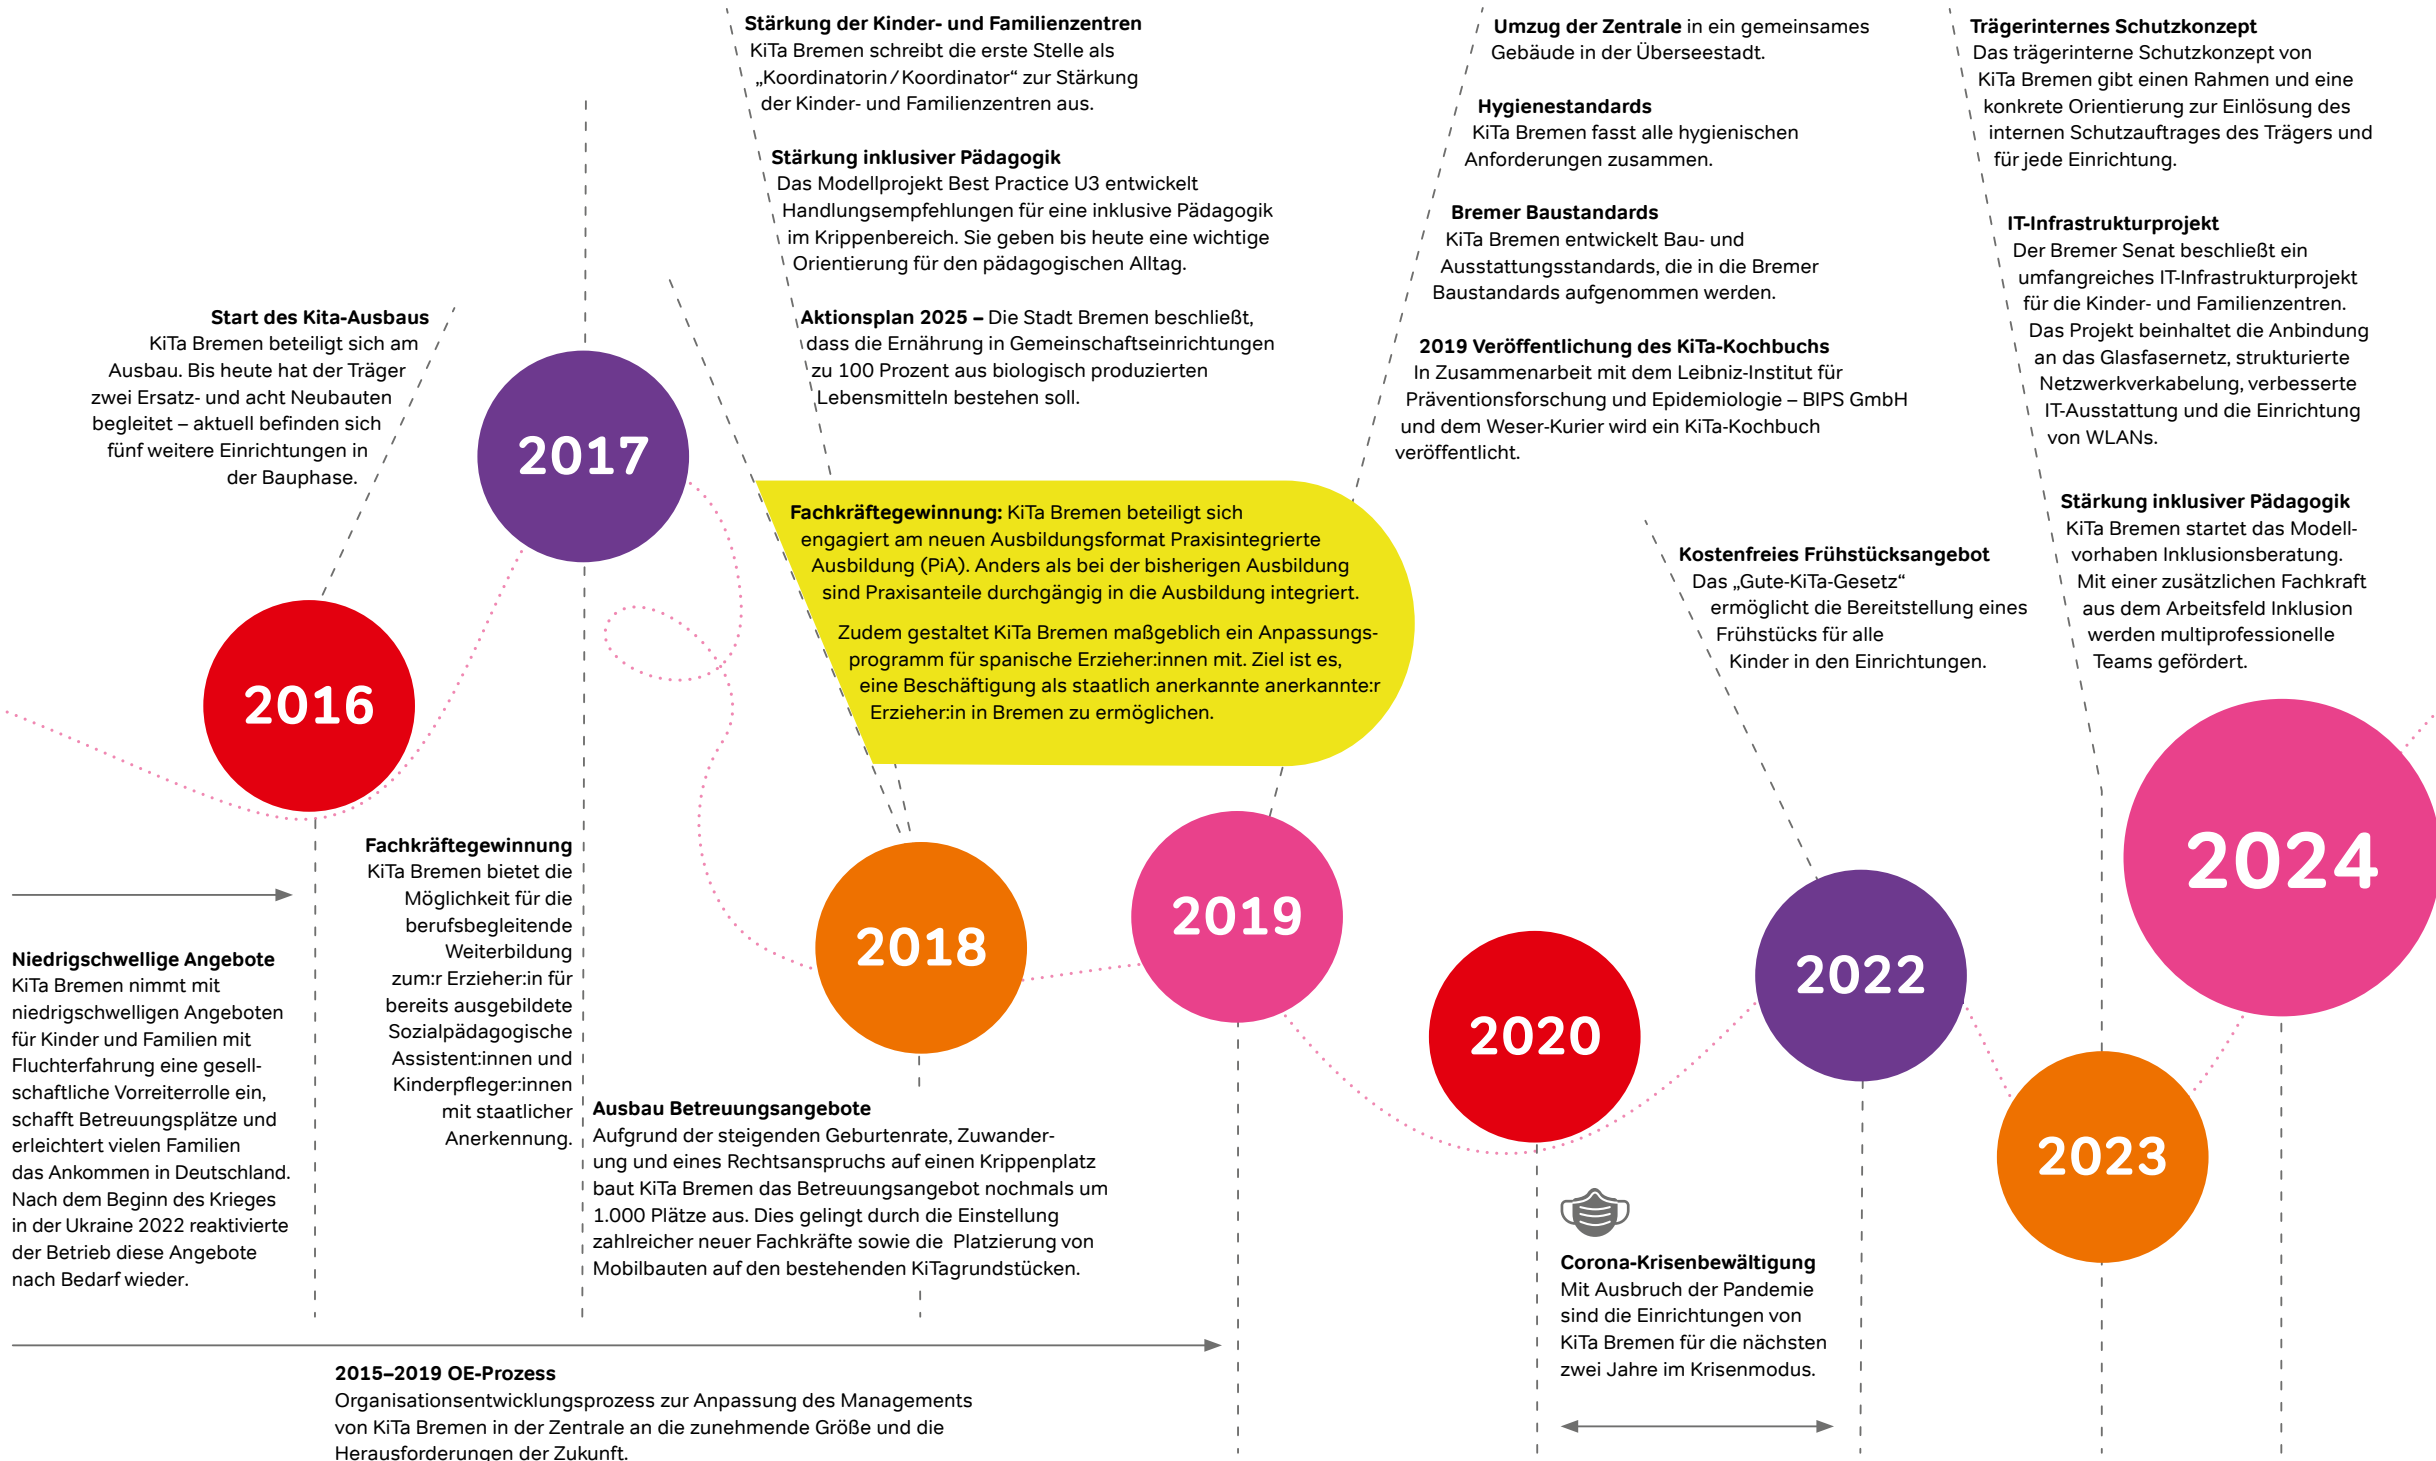 Start des Kita-Ausbaus
KiTa Bremen beteiligt sich am
Ausbau. Bis heute hat der Träger
zwei Ersatz- und acht Neubauten
begleitet – aktuell befinden sich
fünf weitere Einrichtungen in
der Bauphase.
2016
Niedrigschwellige Angebote
KiTa Bremen nimmt mit
niedrigschwelligen Angeboten
für Kinder und Familien mit
Fluchterfahrung eine gesell-
schaftliche Vorreiterrolle ein,
schafft Betreuungsplätze und
erleichtert vielen Familien
das Ankommen in Deutschland.
Nach dem Beginn des Krieges
in der Ukraine 2022 reaktivierte
der Betrieb diese Angebote
nach Bedarf wieder.
2017
Fachkräftegewinnung
KiTa Bremen bietet die
Möglichkeit für die
berufsbegleitende
Weiterbildung
zum:r Erzieher:in für
bereits ausgebildete
Sozialpädagogische
Assistent:innen und
Kinderpfleger:innen
mit staatlicher
Anerkennung.
Stärkung der Kinder- und Familienzentren
KiTa Bremen schreibt die erste Stelle als
„Koordinatorin / Koordinator“ zur Stärkung
der Kinder- und Familienzentren aus.
Stärkung inklusiver Pädagogik
Das Modellprojekt Best Practice U3 entwickelt
Handlungsempfehlungen für eine inklusive Pädagogik
im Krippenbereich. Sie geben bis heute eine wichtige
Orientierung für den pädagogischen Alltag.
Aktionsplan 2025 – Die Stadt Bremen beschließt,
dass die Ernährung in Gemeinschaftseinrichtungen
zu 100 Prozent aus biologisch produzierten
Lebensmitteln bestehen soll.
Fachkräftegewinnung: KiTa Bremen beteiligt sich
engagiert am neuen Ausbildungsformat Praxisintegrierte
Ausbildung (PiA). Anders als bei der bisherigen Ausbildung
sind Praxisanteile durchgängig in die Ausbildung integriert.
Zudem gestaltet KiTa Bremen maßgeblich ein Anpassungs-
programm für spanische Erzieher:innen mit. Ziel ist es,
eine Beschäftigung als staatlich anerkannte anerkannte:r
Erzieher:in in Bremen zu ermöglichen.
2018
Ausbau Betreuungsangebote
Aufgrund der steigenden Geburtenrate, Zuwander-
ung und eines Rechtsanspruchs auf einen Krippenplatz
baut KiTa Bremen das Betreuungsangebot nochmals um
1.000 Plätze aus. Dies gelingt durch die Einstellung
zahlreicher neuer Fachkräfte sowie die Platzierung von
Mobilbauten auf den bestehenden KiTagrundstücken.
2015–2019 OE-Prozess
Organisationsentwicklungsprozess zur Anpassung des Managements
von KiTa Bremen in der Zentrale an die zunehmende Größe und die
Herausforderungen der Zukunft.
Umzug der Zentrale in ein gemeinsames
Gebäude in der Überseestadt.
Hygienestandards
KiTa Bremen fasst alle hygienischen
Anforderungen zusammen.
Bremer Baustandards
KiTa Bremen entwickelt Bau- und
Ausstattungsstandards, die in die Bremer
Baustandards aufgenommen werden.
2019 Veröffentlichung des KiTa-Kochbuchs
In Zusammenarbeit mit dem Leibniz-Institut für
Präventionsforschung und Epidemiologie – BIPS GmbH
und dem Weser-Kurier wird ein KiTa-Kochbuch
veröffentlicht.
2019
2020
Corona-Krisenbewältigung
Mit Ausbruch der Pandemie
sind die Einrichtungen von
KiTa Bremen für die nächsten
zwei Jahre im Krisenmodus.
Kostenfreies Frühstücksangebot
Das „Gute-KiTa-Gesetz“
ermöglicht die Bereitstellung eines
Frühstücks für alle
Kinder in den Einrichtungen.
2022
Trägerinternes Schutzkonzept
Das trägerinterne Schutzkonzept von
KiTa Bremen gibt einen Rahmen und eine
konkrete Orientierung zur Einlösung des
internen Schutzauftrages des Trägers und
für jede Einrichtung.
IT-Infrastrukturprojekt
Der Bremer Senat beschließt ein
umfangreiches IT-Infrastrukturprojekt
für die Kinder- und Familienzentren.
Das Projekt beinhaltet die Anbindung
an das Glasfasernetz, strukturierte
Netzwerkverkabelung, verbesserte
IT-Ausstattung und die Einrichtung
von WLANs.
Stärkung inklusiver Pädagogik
KiTa Bremen startet das Modell-
vorhaben Inklusionsberatung.
Mit einer zusätzlichen Fachkraft
aus dem Arbeitsfeld Inklusion
werden multiprofessionelle
Teams gefördert.
2023
2024